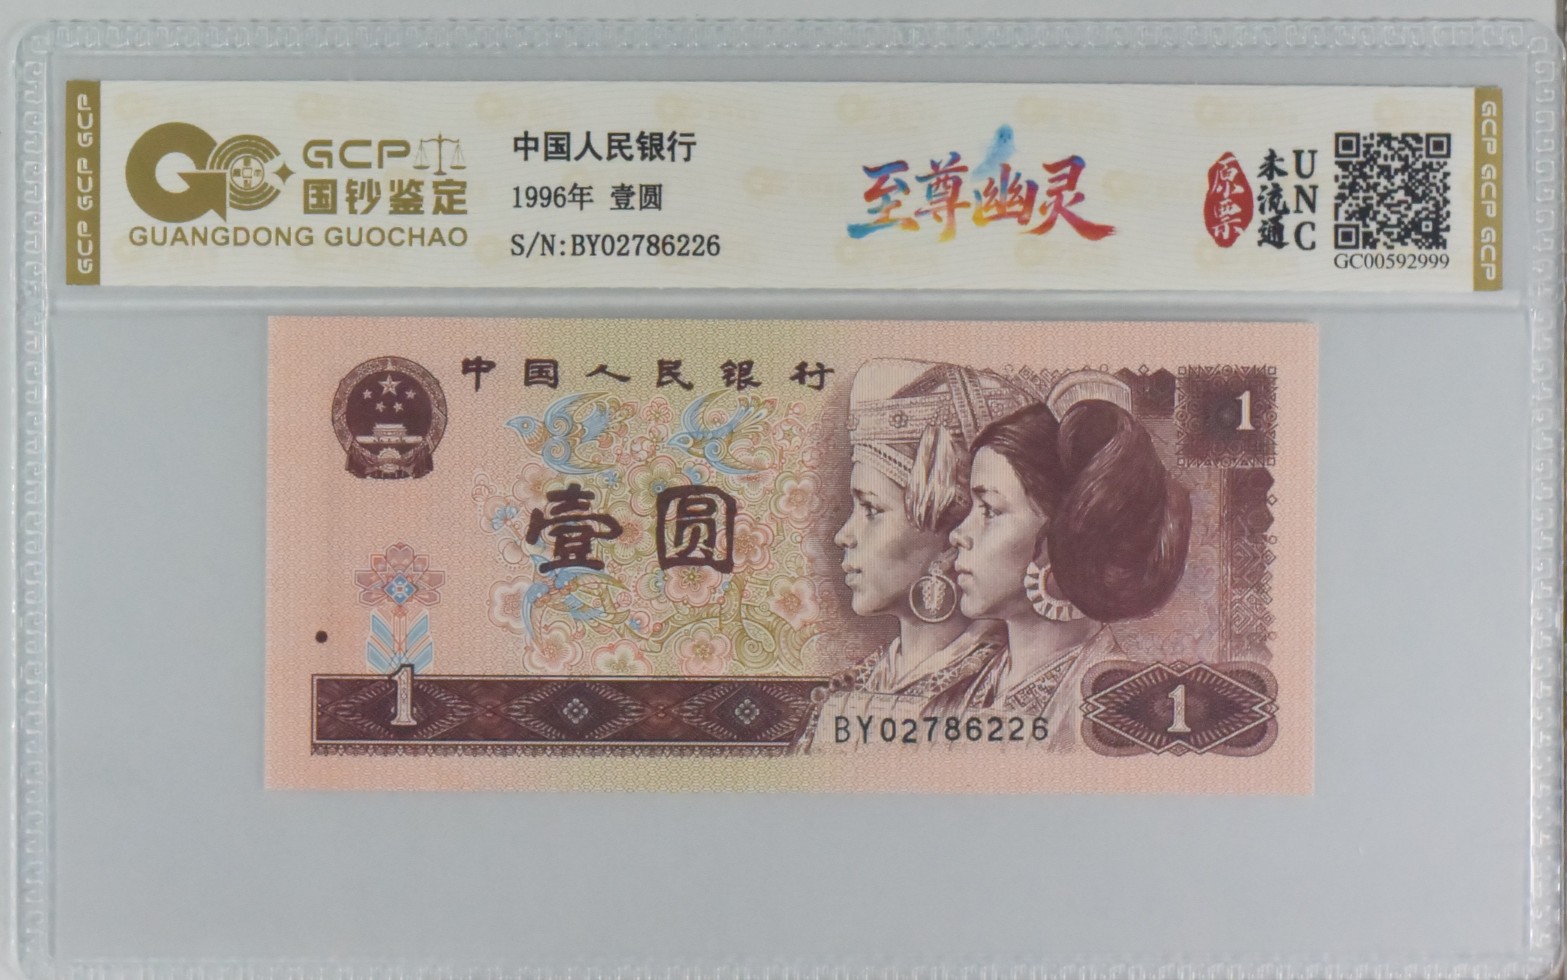 GCP GCP GCP
GCP
国钞鉴定
GUANGDONG GUOCHAO
中国人民银行
1996年 壹圆
S/N:BY02786226
至尊幽灵
原票
未流通
UNC
GC00592999
GCP GCP GCP
中国人民银行
1
壹圆
1
1
BY02786226